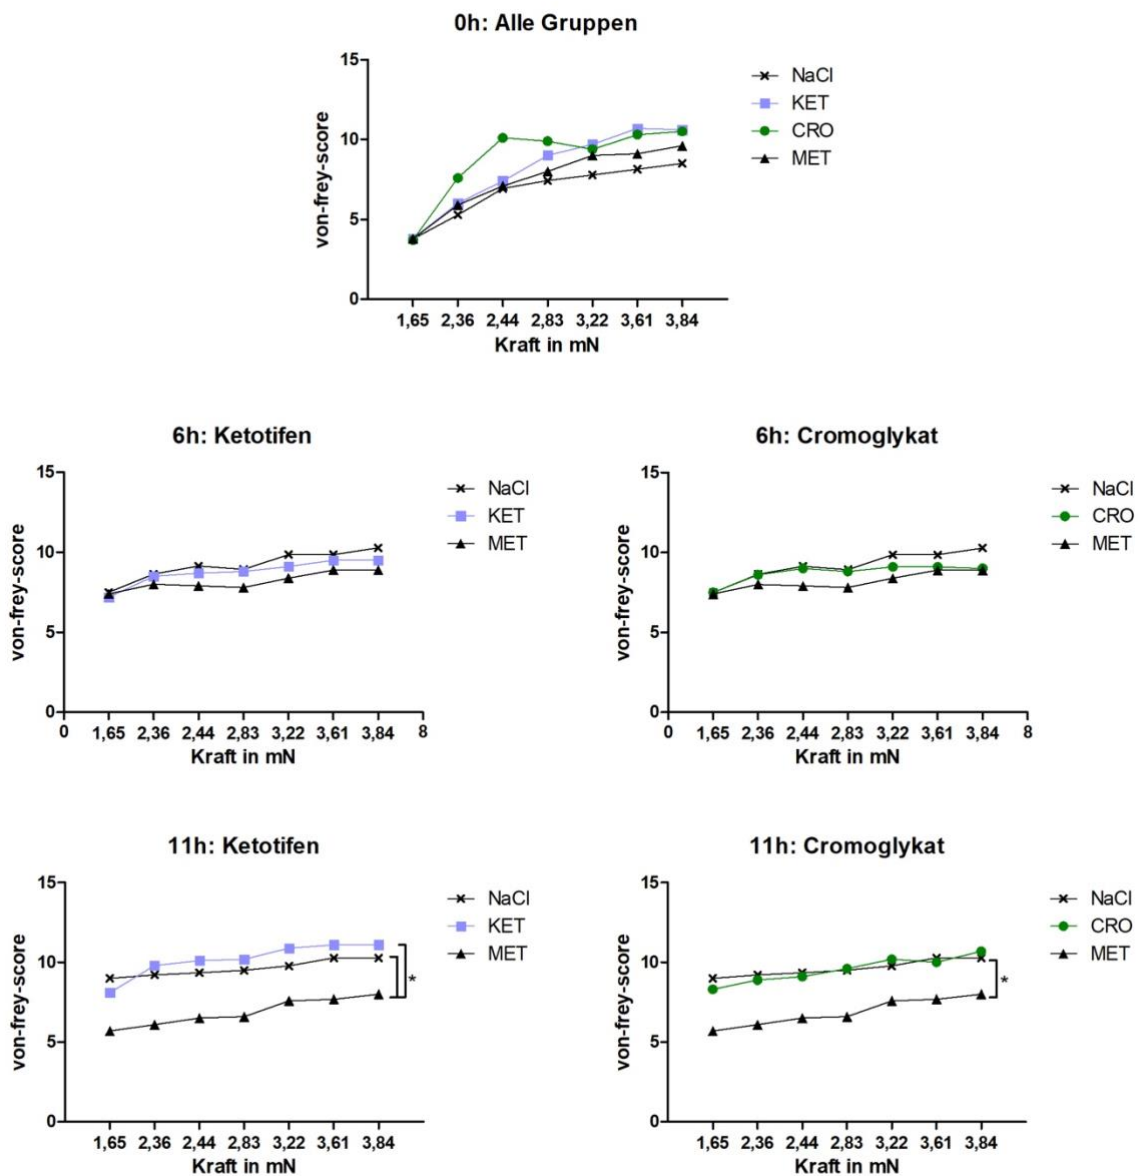 0h: Alle Gruppen
von-frey-score
15
10
5
0
1,65 2,36 2,44 2,83 3,22 3,61 3,84
Kraft in mN
NaCl
KET
CRO
MET
6h: Ketotifen
von-frey-score
15
10
5
0
0 1,65 2,36 2,44 2,83 3,22 3,61 3,84 8
Kraft in mN
NaCl
KET
MET
6h: Cromoglykat
von-frey-score
15
10
5
0
0 1,65 2,36 2,44 2,83 3,22 3,61 3,84 8
Kraft in mN
NaCl
CRO
MET
11h: Ketotifen
von-frey-score
15
10
5
0
1,65 2,36 2,44 2,83 3,22 3,61 3,84
Kraft in mN
NaCl
KET
MET
*
11h: Cromoglykat
von-frey-score
15
10
5
0
1,65 2,36 2,44 2,83 3,22 3,61 3,84
Kraft in mN
NaCl
CRO
MET
*